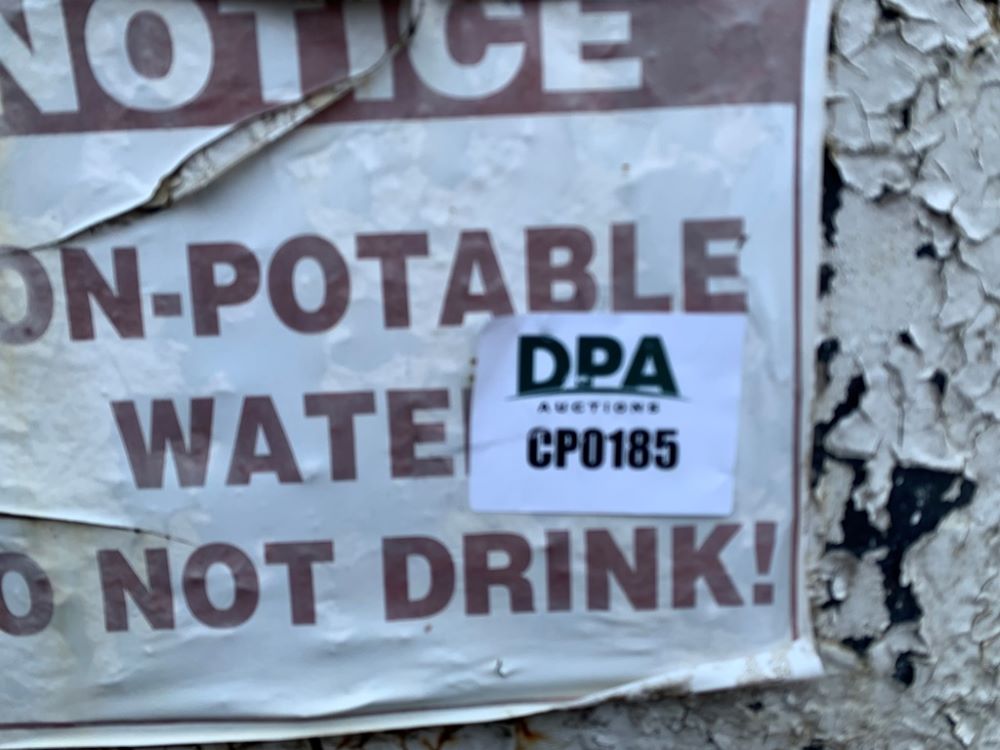 NOTICE
ON-POTABLE
WATE
DPA
AUCTIONS
CP0185
O NOT DRINK!